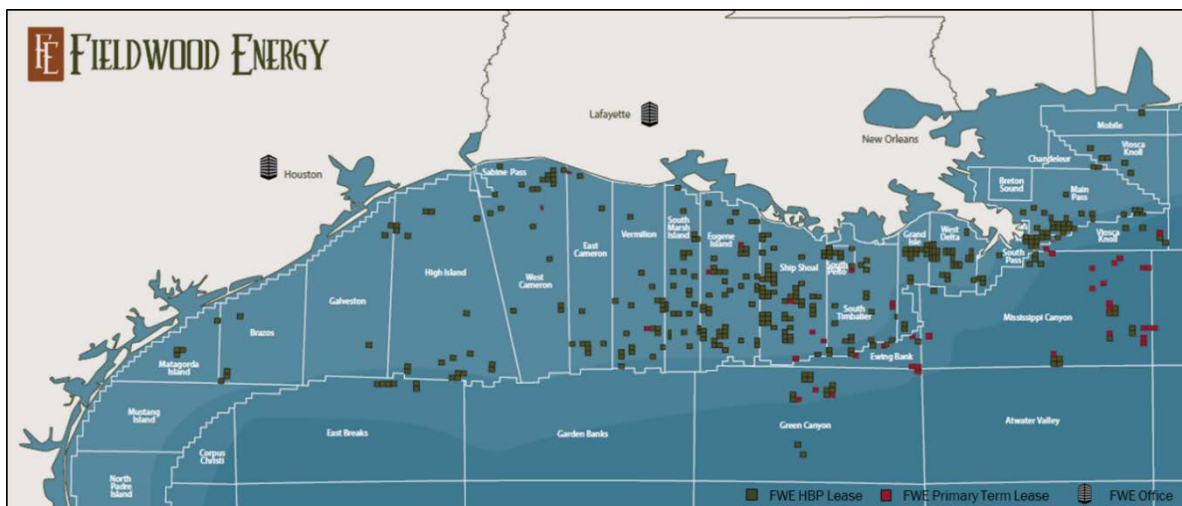 FE FIELDWOOD ENERGY
Lafayette
Houston
New Orleans
Mobile
Viosca
Knoll
Chandeleur
Breton
Sound
Main
Pass
Viosca
Knoll
Sabine Pass
South
Marsh
Island
Eugene
Island
Grand
Isle
West
Delta
South
Pass
East
Cameron
Vermilion
Ship Shoal
South
Pelto
High Island
West
Cameron
South
Timbalier
Galveston
Brazos
Mississippi Canyon
Matagorda
Island
Ewing Bank
Mustang
Island
East Breaks
Garden Banks
Green Canyon
Atwater Valley
Corpus
Christi
North
Padre
Island
FWE HBP Lease
FWE Primary Term Lease
FWE Office